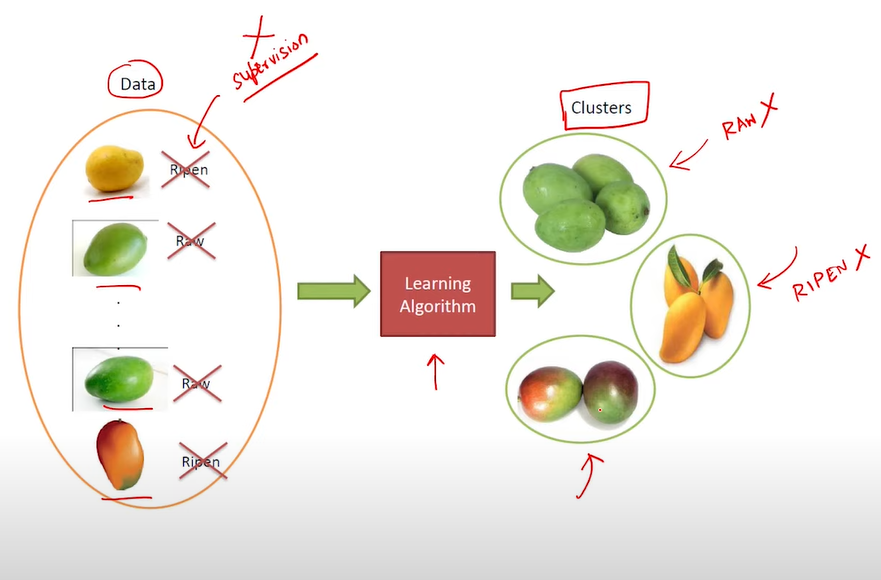 X
Supervision
Data
Ripen
Raw
Raw
Ripen
Learning
Algorithm
Clusters
RAW X
RIPEN X